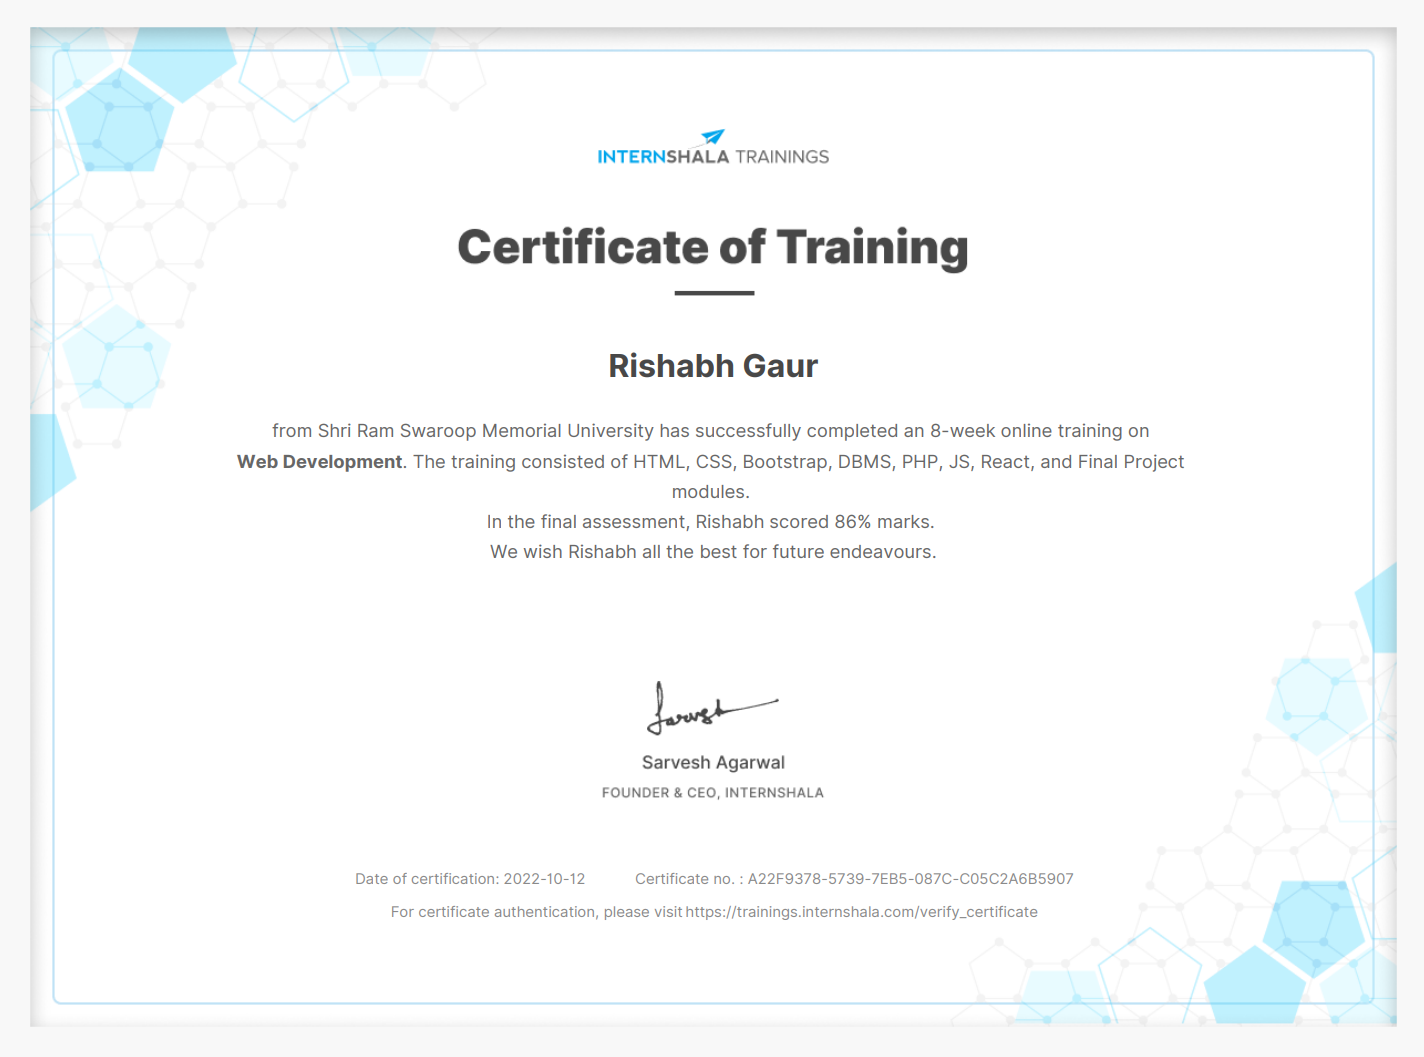 INTERNSHALA TRAININGS
Certificate of Training
Rishabh Gaur
from Shri Ram Swaroop Memorial University has successfully completed an 8-week online training on
Web Development. The training consisted of HTML, CSS, Bootstrap, DBMS, PHP, JS, React, and Final Project
modules.
In the final assessment, Rishabh scored 86% marks.
We wish Rishabh all the best for future endeavours.
Sarvesh
Sarvesh Agarwal
FOUNDER & CEO, INTERNSHALA
Date of certification: 2022-10-12 Certificate no. : A22F9378-5739-7EB5-087C-C05C2A6B5907
For certificate authentication, please visit https://trainings.internshala.com/verify_certificate